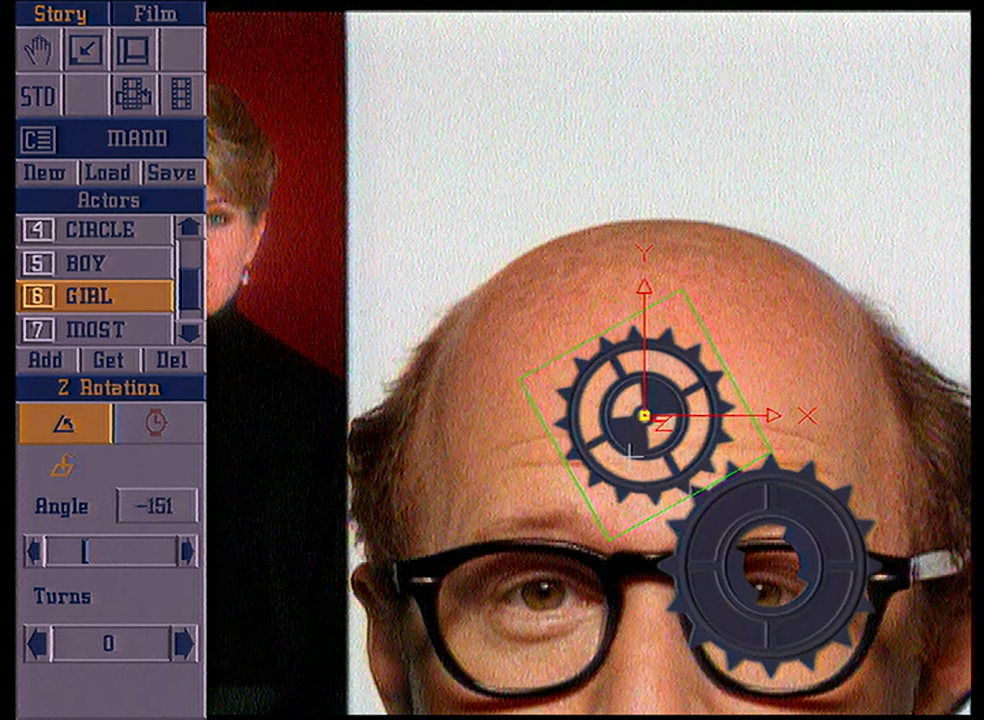 Story Film
STD
C MAND
New Load Save
Actors
4 CIRCLE
5 BOY
6 GIRL
7 MOST
Add Get Del
Z Rotation
Angle -151
Turns
0
Y
X
Z